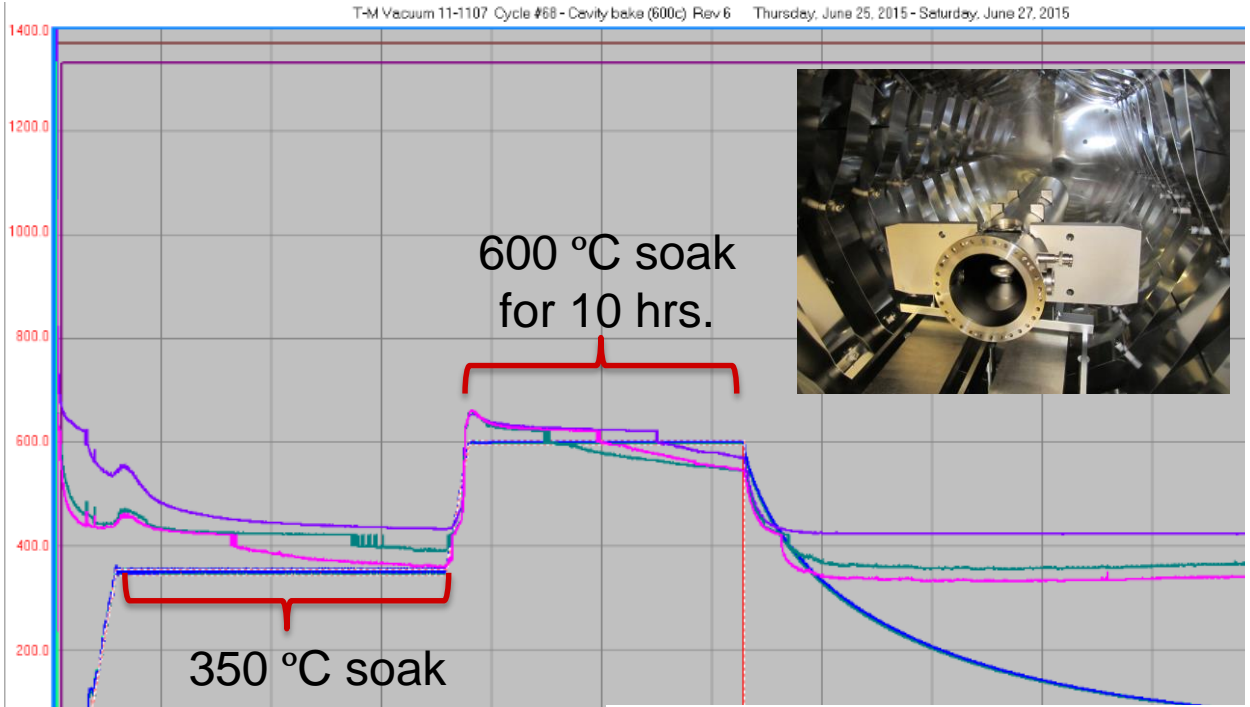 T-M Vacuum 11-1107 Cycle #68 - Cavity bake (600c) Rev 6 Thursday, June 25, 2015 - Saturday, June 27, 2015
1400.0
1200.0
1000.0
800.0
600.0
400.0
200.0
600 ºC soak
for 10 hrs.
350 ºC soak